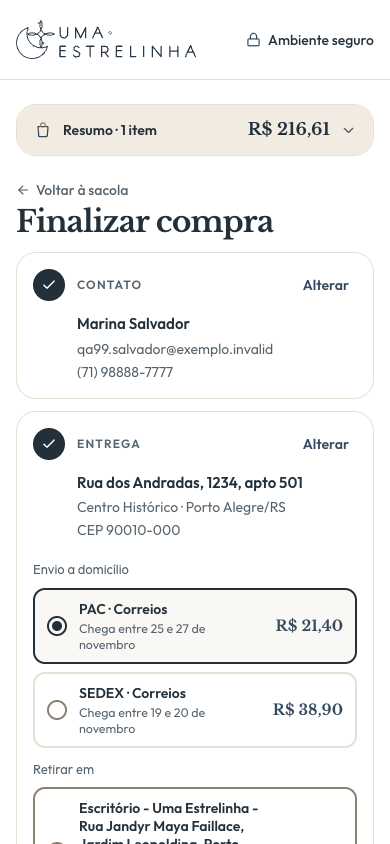 UMA
ESTRELINHA
Ambiente seguro
Resumo · 1 item
R$ 216,61
Voltar à sacola
Finalizar compra
CONTATO
Alterar
Marina Salvador
qa99.salvador@exemplo.invalid
(71) 98888-7777
ENTREGA
Alterar
Rua dos Andradas, 1234, apto 501
Centro Histórico · Porto Alegre/RS
CEP 90010-000
Envio a domicílio
PAC · Correios
Chega entre 25 e 27 de
novembro
R$ 21,40
SEDEX · Correios
Chega entre 19 e 20 de
novembro
R$ 38,90
Retirar em
Escritório - Uma Estrelinha -
Rua Jandyr Maya Faillace,
Jardim Leopoldina, Porto